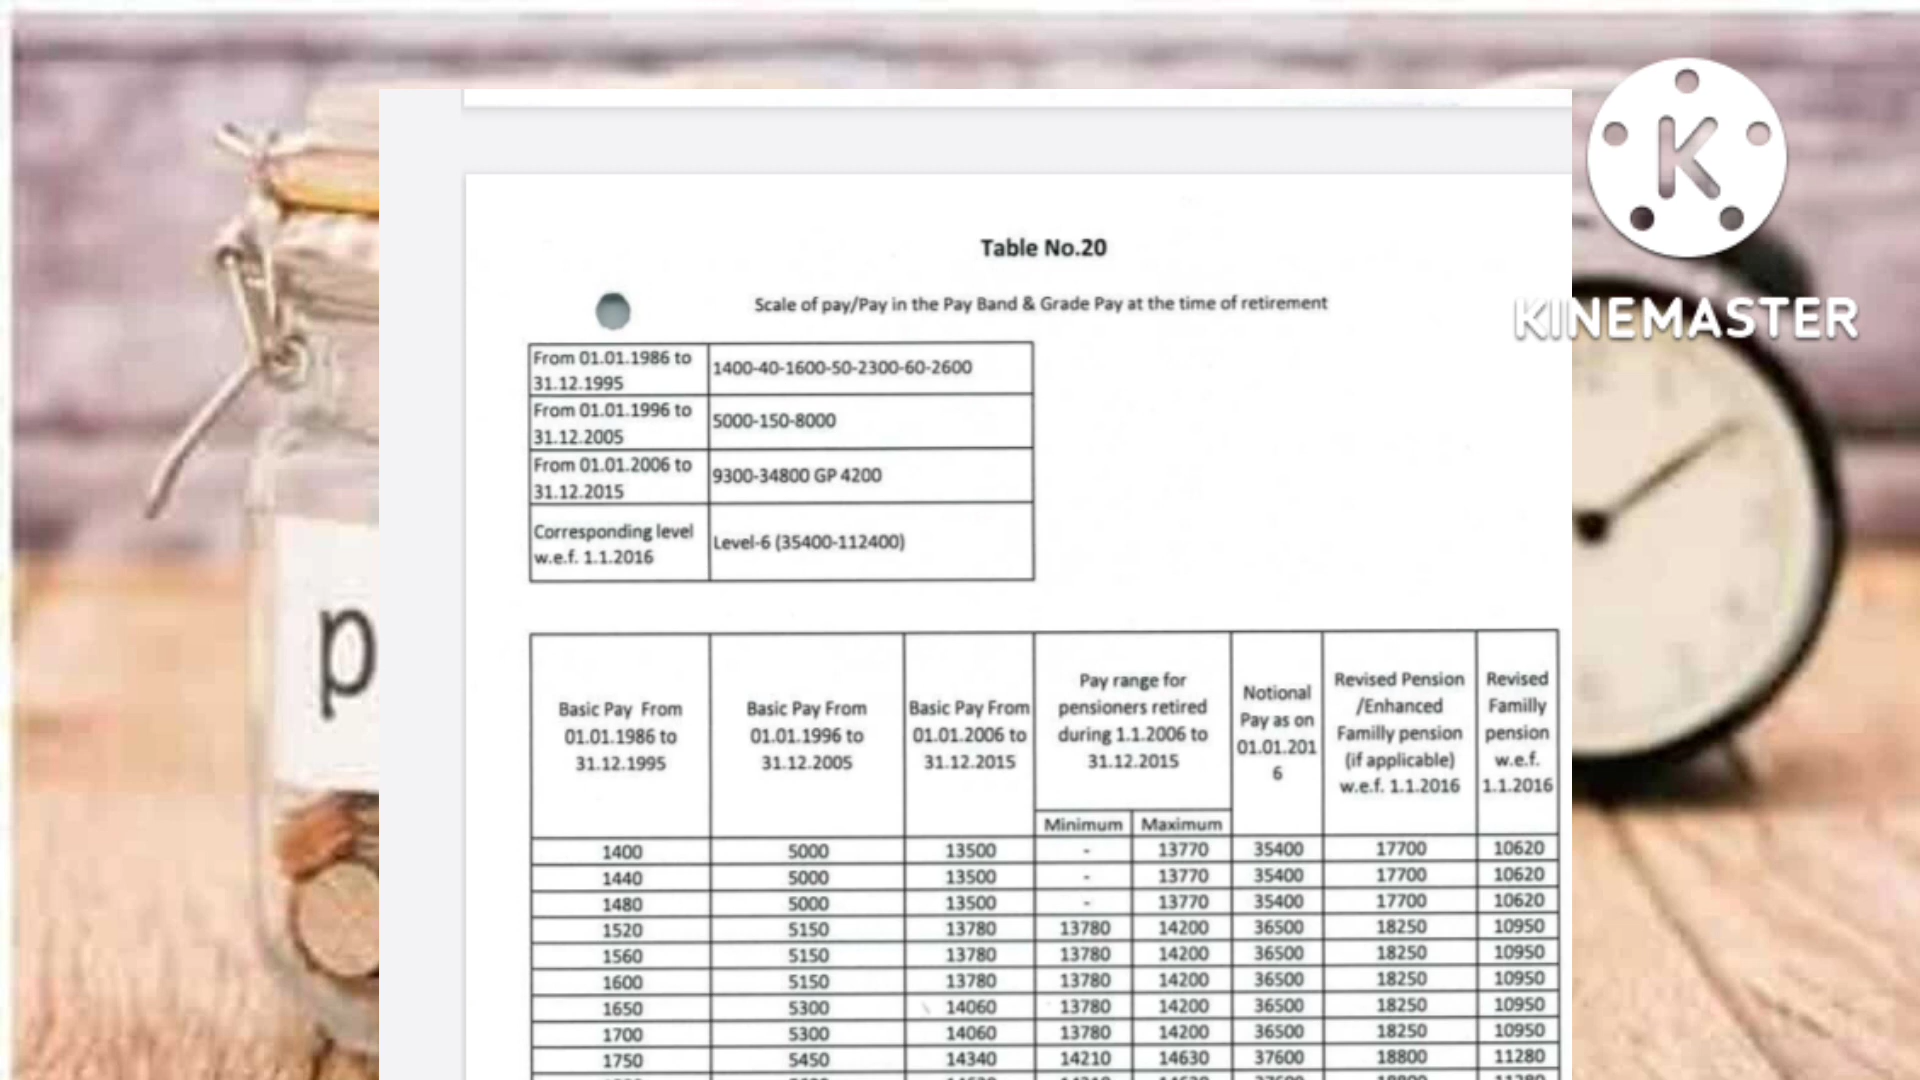 KINEMASTER
Table No.20
Scale of pay/Pay in the Pay Band & Grade Pay at the time of retirement
From 01.01.1986 to
31.12.1995
1400-40-1600-50-2300-60-2600
From 01.01.1996 to
31.12.2005
5000-150-8000
From 01.01.2006 to
31.12.2015
9300-34800 GP 4200
Corresponding level
w.e.f. 1.1.2016
Level-6 (35400-112400)
p
Basic Pay From
01.01.1986 to
31.12.1995
Basic Pay From
01.01.1996 to
31.12.2005
Basic Pay From
01.01.2006 to
31.12.2015
Pay range for
pensioners retired
during 1.1.2006 to
31.12.2015
Minimum Maximum
Notional
Pay as on
01.01.201
6
Revised Pension
/Enhanced
Familly pension
(if applicable)
w.e.f. 1.1.2016
Revised
Familly
pension
w.e.f.
1.1.2016
1400 5000 13500 - 13770 35400 17700 10620
1440 5000 13500 - 13770 35400 17700 10620
1480 5000 13500 - 13770 35400 17700 10620
1520 5150 13780 13780 14200 36500 18250 10950
1560 5150 13780 13780 14200 36500 18250 10950
1600 5150 13780 13780 14200 36500 18250 10950
1650 5300 14060 13780 14200 36500 18250 10950
1700 5300 14060 13780 14200 36500 18250 10950
1750 5450 14340 14210 14630 37600 18800 11280